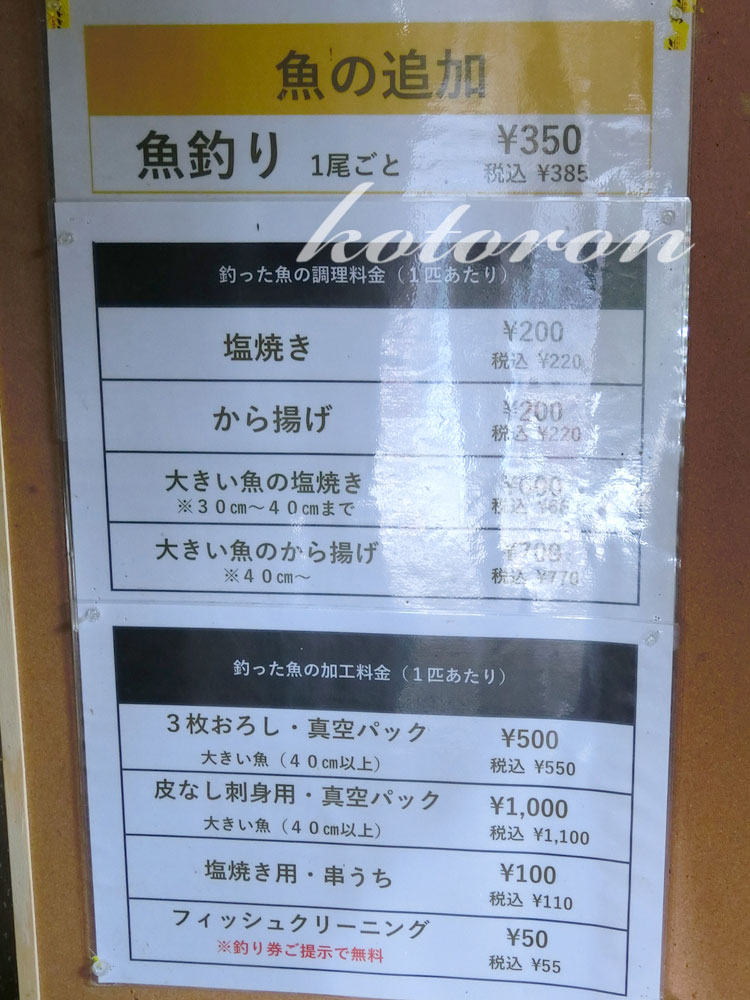 魚の追加
魚釣り 1尾ごと ¥350
税込 ¥385
kotoron
釣った魚の調理料金（１匹あたり）
塩焼き ¥200
税込 ¥220
から揚げ ¥200
税込 ¥220
大きい魚の塩焼き
※３０㎝～４０㎝まで 税込
大きい魚のから揚げ ¥700
※４０㎝～ 税込 ¥770
釣った魚の加工料金（１匹あたり）
３枚おろし・真空パック ¥500
大きい魚（４０㎝以上） 税込 ¥550
皮なし刺身用・真空パック ¥1,000
大きい魚（４０㎝以上） 税込 ¥1,100
塩焼き用・串うち ¥100
税込 ¥110
フィッシュクリーニング ¥50
※釣り券ご提示で無料 税込 ¥55